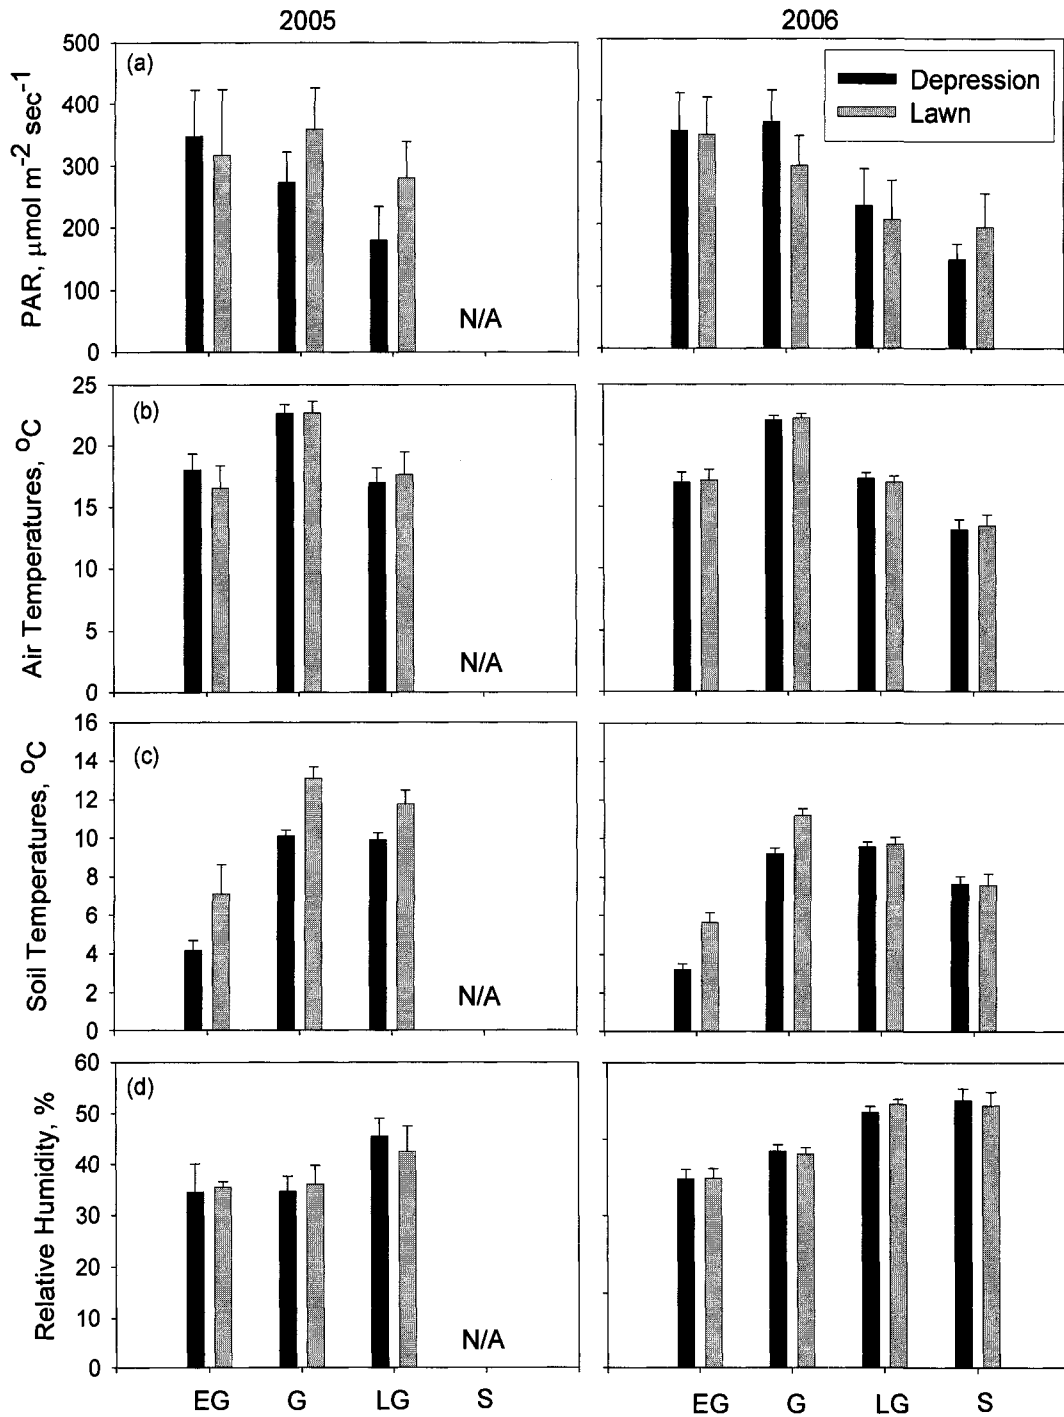 2005
2006
(a)
PAR, μmol m⁻² sec⁻¹
500
400
300
200
100
0
N/A
Depression
Lawn
(b)
Air Temperatures, ºC
25
20
15
10
5
0
N/A
(c)
Soil Temperatures, ºC
16
14
12
10
8
6
4
2
0
N/A
(d)
Relative Humidity, %
60
50
40
30
20
10
0
N/A
EG G LG S
EG G LG S